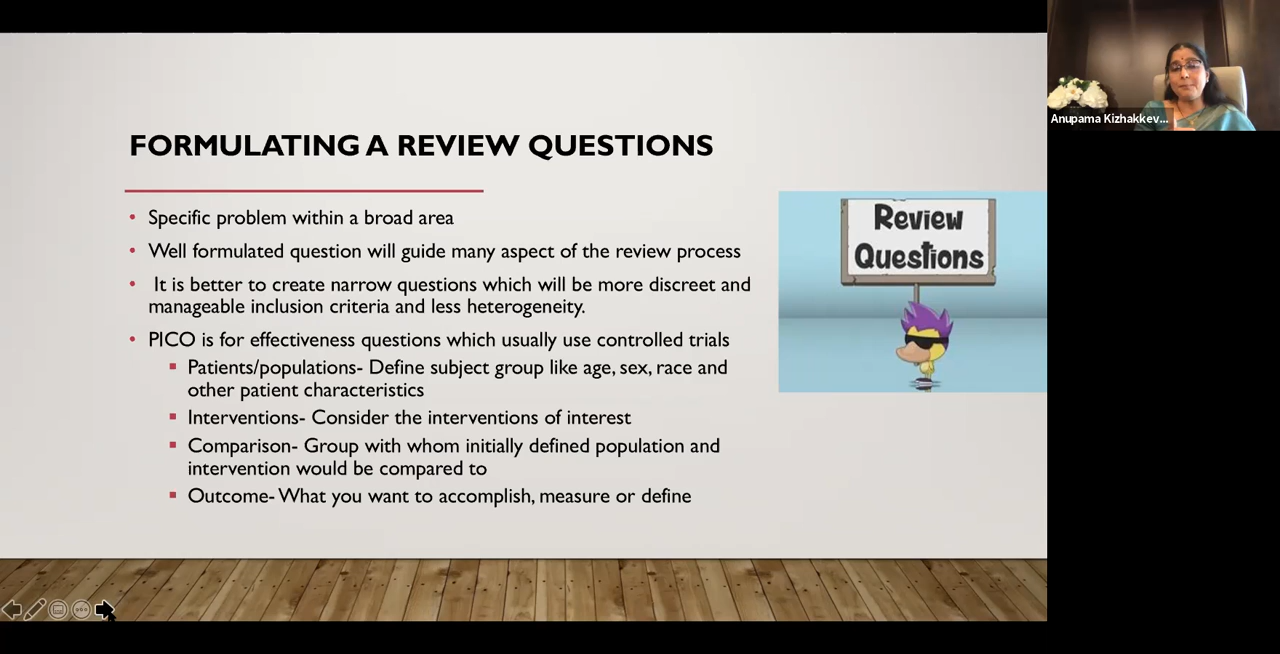 FORMULATING A REVIEW QUESTIONS
• Specific problem within a broad area
• Well formulated question will guide many aspect of the review process
• It is better to create narrow questions which will be more discreet and
manageable inclusion criteria and less heterogeneity.
• PICO is for effectiveness questions which usually use controlled trials
▪ Patients/populations- Define subject group like age, sex, race and
other patient characteristics
▪ Interventions- Consider the interventions of interest
▪ Comparison- Group with whom initially defined population and
intervention would be compared to
▪ Outcome- What you want to accomplish, measure or define
Review
Questions
Anupama Kizhakkev...